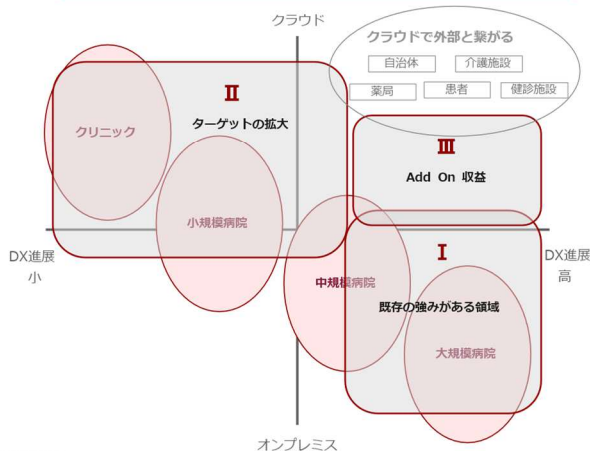 クラウド
クラウドで外部と繋がる
自治体
介護施設
薬局
患者
健診施設
II
ターゲットの拡大
クリニック
III
Add On 収益
小規模病院
DX進展
小
DX進展
高
I
中規模病院
既存の強みがある領域
大規模病院
オンプレミス